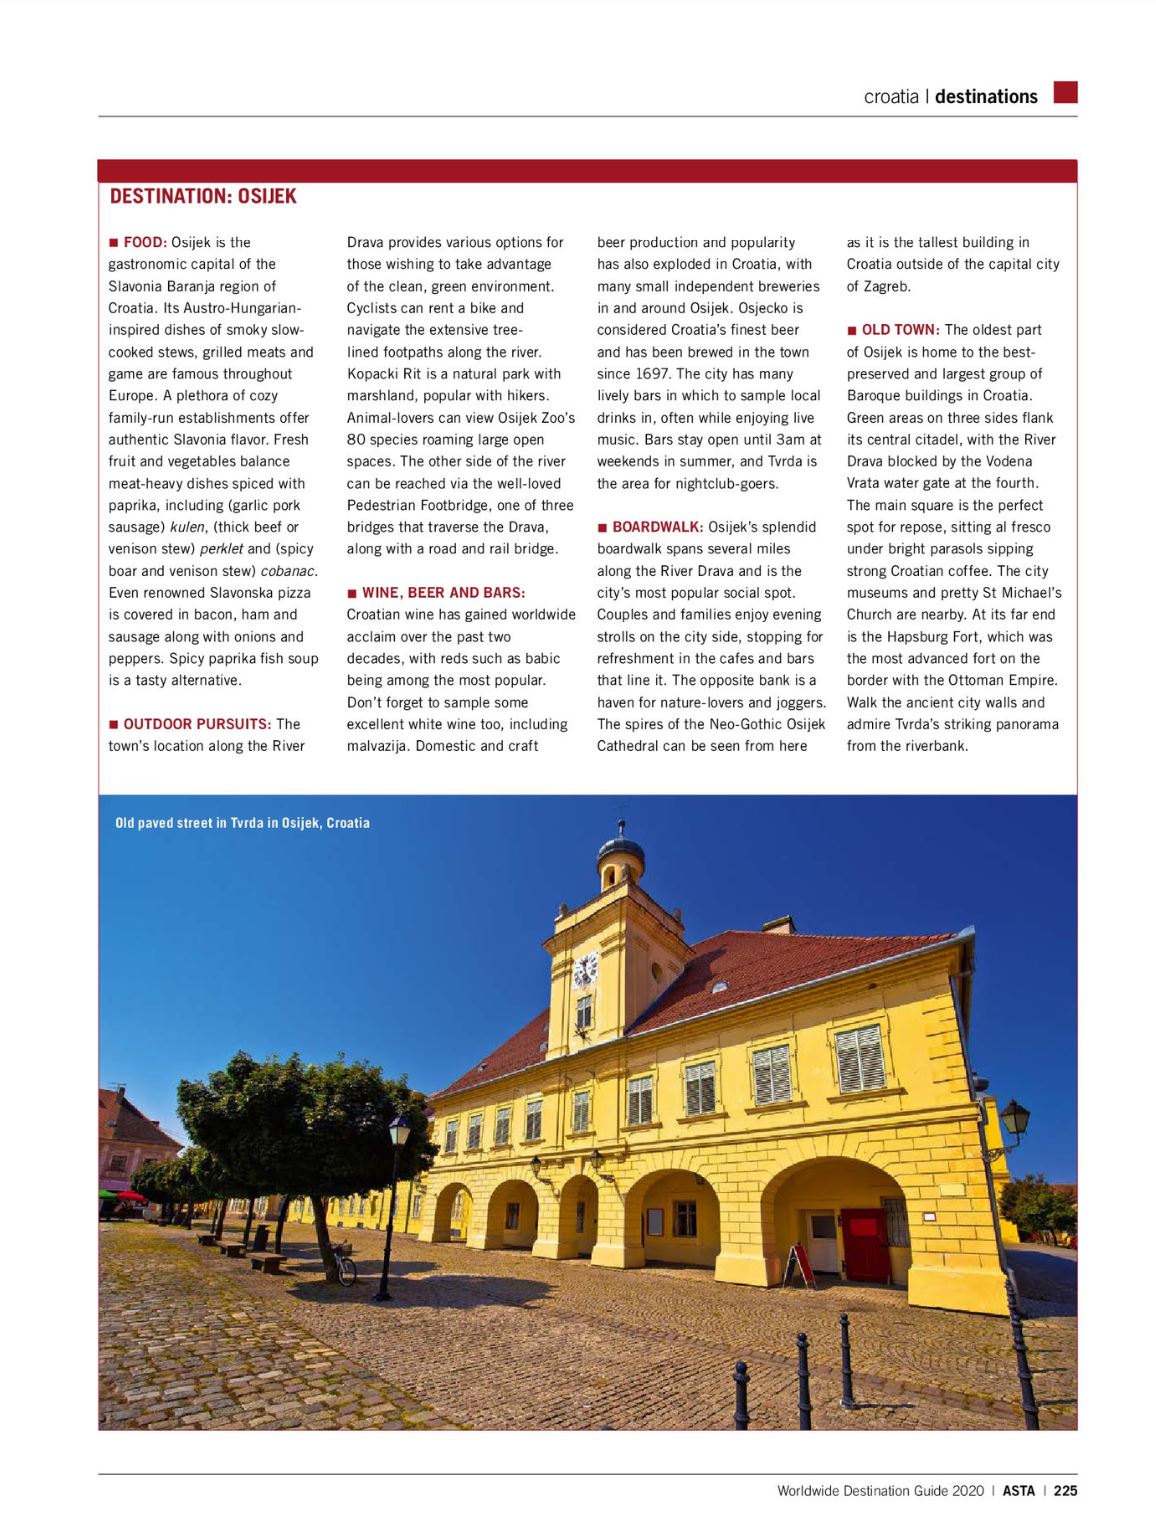 croatia | destinations
DESTINATION: OSIJEK
■ FOOD: Osijek is the
gastronomic capital of the
Slavonia Baranja region of
Croatia. Its Austro-Hungarian-
inspired dishes of smoky slow-
cooked stews, grilled meats and
game are famous throughout
Europe. A plethora of cozy
family-run establishments offer
authentic Slavonia flavor. Fresh
fruit and vegetables balance
meat-heavy dishes spiced with
paprika, including (garlic pork
sausage) kulen, (thick beef or
venison stew) perklet and (spicy
boar and venison stew) cobanac.
Even renowned Slavonska pizza
is covered in bacon, ham and
sausage along with onions and
peppers. Spicy paprika fish soup
is a tasty alternative.
■ OUTDOOR PURSUITS: The
town's location along the River
Drava provides various options for
those wishing to take advantage
of the clean, green environment.
Cyclists can rent a bike and
navigate the extensive tree-
lined footpaths along the river.
Kopacki Rit is a natural park with
marshland, popular with hikers.
Animal-lovers can view Osijek Zoo's
80 species roaming large open
spaces. The other side of the river
can be reached via the well-loved
Pedestrian Footbridge, one of three
bridges that traverse the Drava,
along with a road and rail bridge.
■ WINE, BEER AND BARS:
Croatian wine has gained worldwide
acclaim over the past two
decades, with reds such as babic
being among the most popular.
Don't forget to sample some
excellent white wine too, including
malvazija. Domestic and craft
beer production and popularity
has also exploded in Croatia, with
many small independent breweries
in and around Osijek. Osjecko is
considered Croatia's finest beer
and has been brewed in the town
since 1697. The city has many
lively bars in which to sample local
drinks in, often while enjoying live
music. Bars stay open until 3am at
weekends in summer, and Tvrda is
the area for nightclub-goers.
■ BOARDWALK: Osijek's splendid
boardwalk spans several miles
along the River Drava and is the
city's most popular social spot.
Couples and families enjoy evening
strolls on the city side, stopping for
refreshment in the cafes and bars
that line it. The opposite bank is a
haven for nature-lovers and joggers.
The spires of the Neo-Gothic Osijek
Cathedral can be seen from here
as it is the tallest building in
Croatia outside of the capital city
of Zagreb.
■ OLD TOWN: The oldest part
of Osijek is home to the best-
preserved and largest group of
Baroque buildings in Croatia.
Green areas on three sides flank
its central citadel, with the River
Drava blocked by the Vodena
Vrata water gate at the fourth.
The main square is the perfect
spot for repose, sitting al fresco
under bright parasols sipping
strong Croatian coffee. The city
museums and pretty St Michael's
Church are nearby. At its far end
is the Hapsburg Fort, which was
the most advanced fort on the
border with the Ottoman Empire.
Walk the ancient city walls and
admire Tvrda's striking panorama
from the riverbank.
Old paved street in Tvrda in Osijek, Croatia
Worldwide Destination Guide 2020 | ASTA | 225